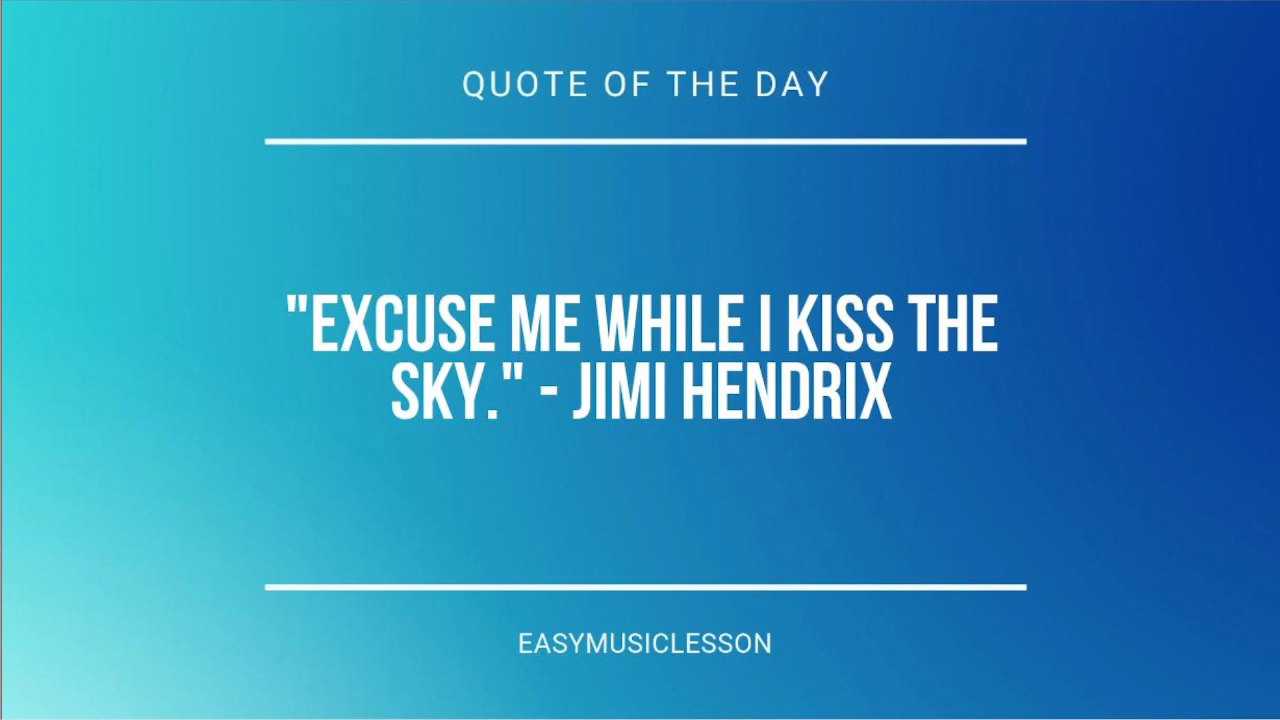 QUOTE OF THE DAY
"EXCUSE ME WHILE I KISS THE
SKY." - JIMI HENDRIX
EASYMUSICLESSON